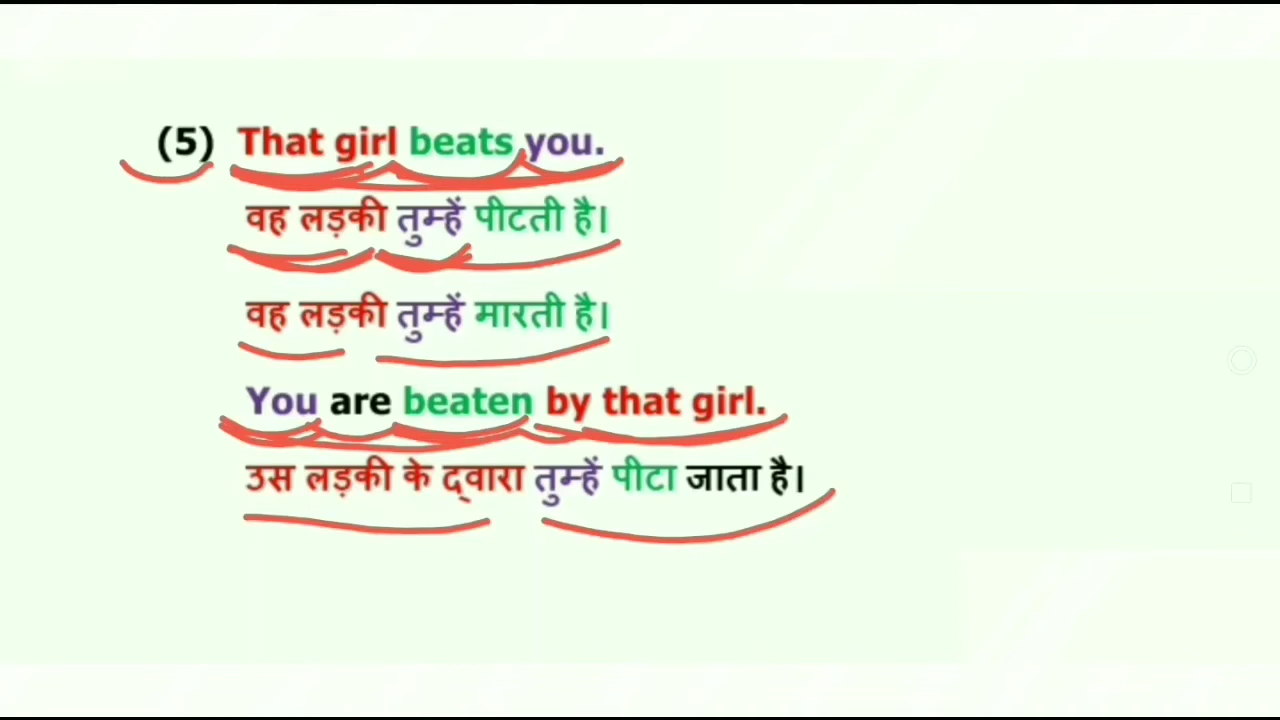 (5) That girl beats you.
वह लड़की तुम्हें पीटती है।
वह लड़की तुम्हें मारती है।
You are beaten by that girl.
उस लड़की के द्वारा तुम्हें पीटा जाता है।